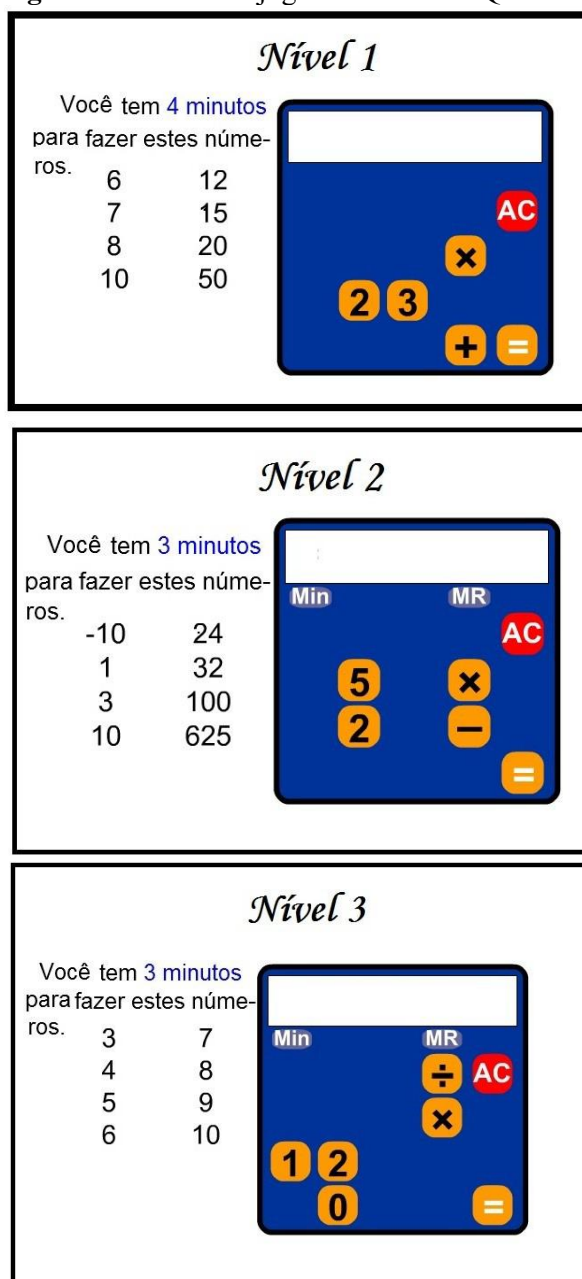 Nível 1
Você tem 4 minutos
para fazer estes núme-
ros.
6 12
7 15
8 20
10 50
AC
×
2 3
+ =
Nível 2
Você tem 3 minutos
para fazer estes núme-
ros.
-10 24
1 32
3 100
10 625
Min MR
AC
5 ×
2 −
=
Nível 3
Você tem 3 minutos
para fazer estes núme-
ros.
3 7
4 8
5 9
6 10
Min MR
÷ AC
×
1 2
0 =